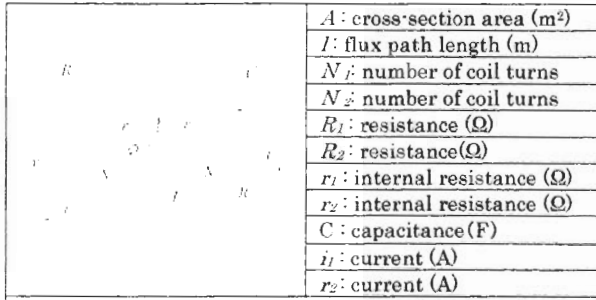 A: cross-section area (m²)
l: flux path length (m)
N₁: number of coil turns
N₂: number of coil turns
R₁: resistance (Ω)
R₂: resistance(Ω)
r₁: internal resistance (Ω)
r₂: internal resistance (Ω)
C: capacitance(F)
i₁: current (A)
r₂: current (A)
R
R